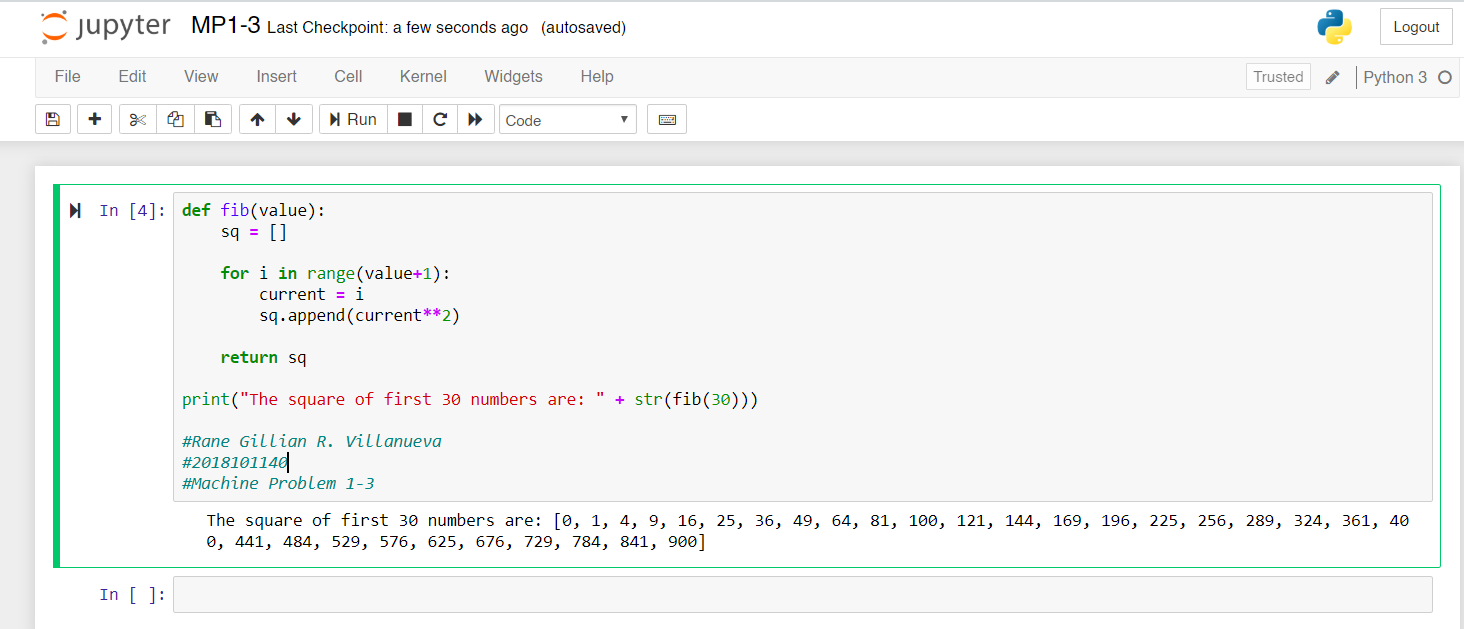 jupyter MP1-3 Last Checkpoint: a few seconds ago (autosaved) Logout
File Edit View Insert Cell Kernel Widgets Help Trusted Python 3
Run Code
In [4]: def fib(value):
sq = []
for i in range(value+1):
current = i
sq.append(current**2)
return sq
print("The square of first 30 numbers are: " + str(fib(30)))
#Rane Gillian R. Villanueva
#2018101140
#Machine Problem 1-3
The square of first 30 numbers are: [0, 1, 4, 9, 16, 25, 36, 49, 64, 81, 100, 121, 144, 169, 196, 225, 256, 289, 324, 361, 40
0, 441, 484, 529, 576, 625, 676, 729, 784, 841, 900]
In [ ]: